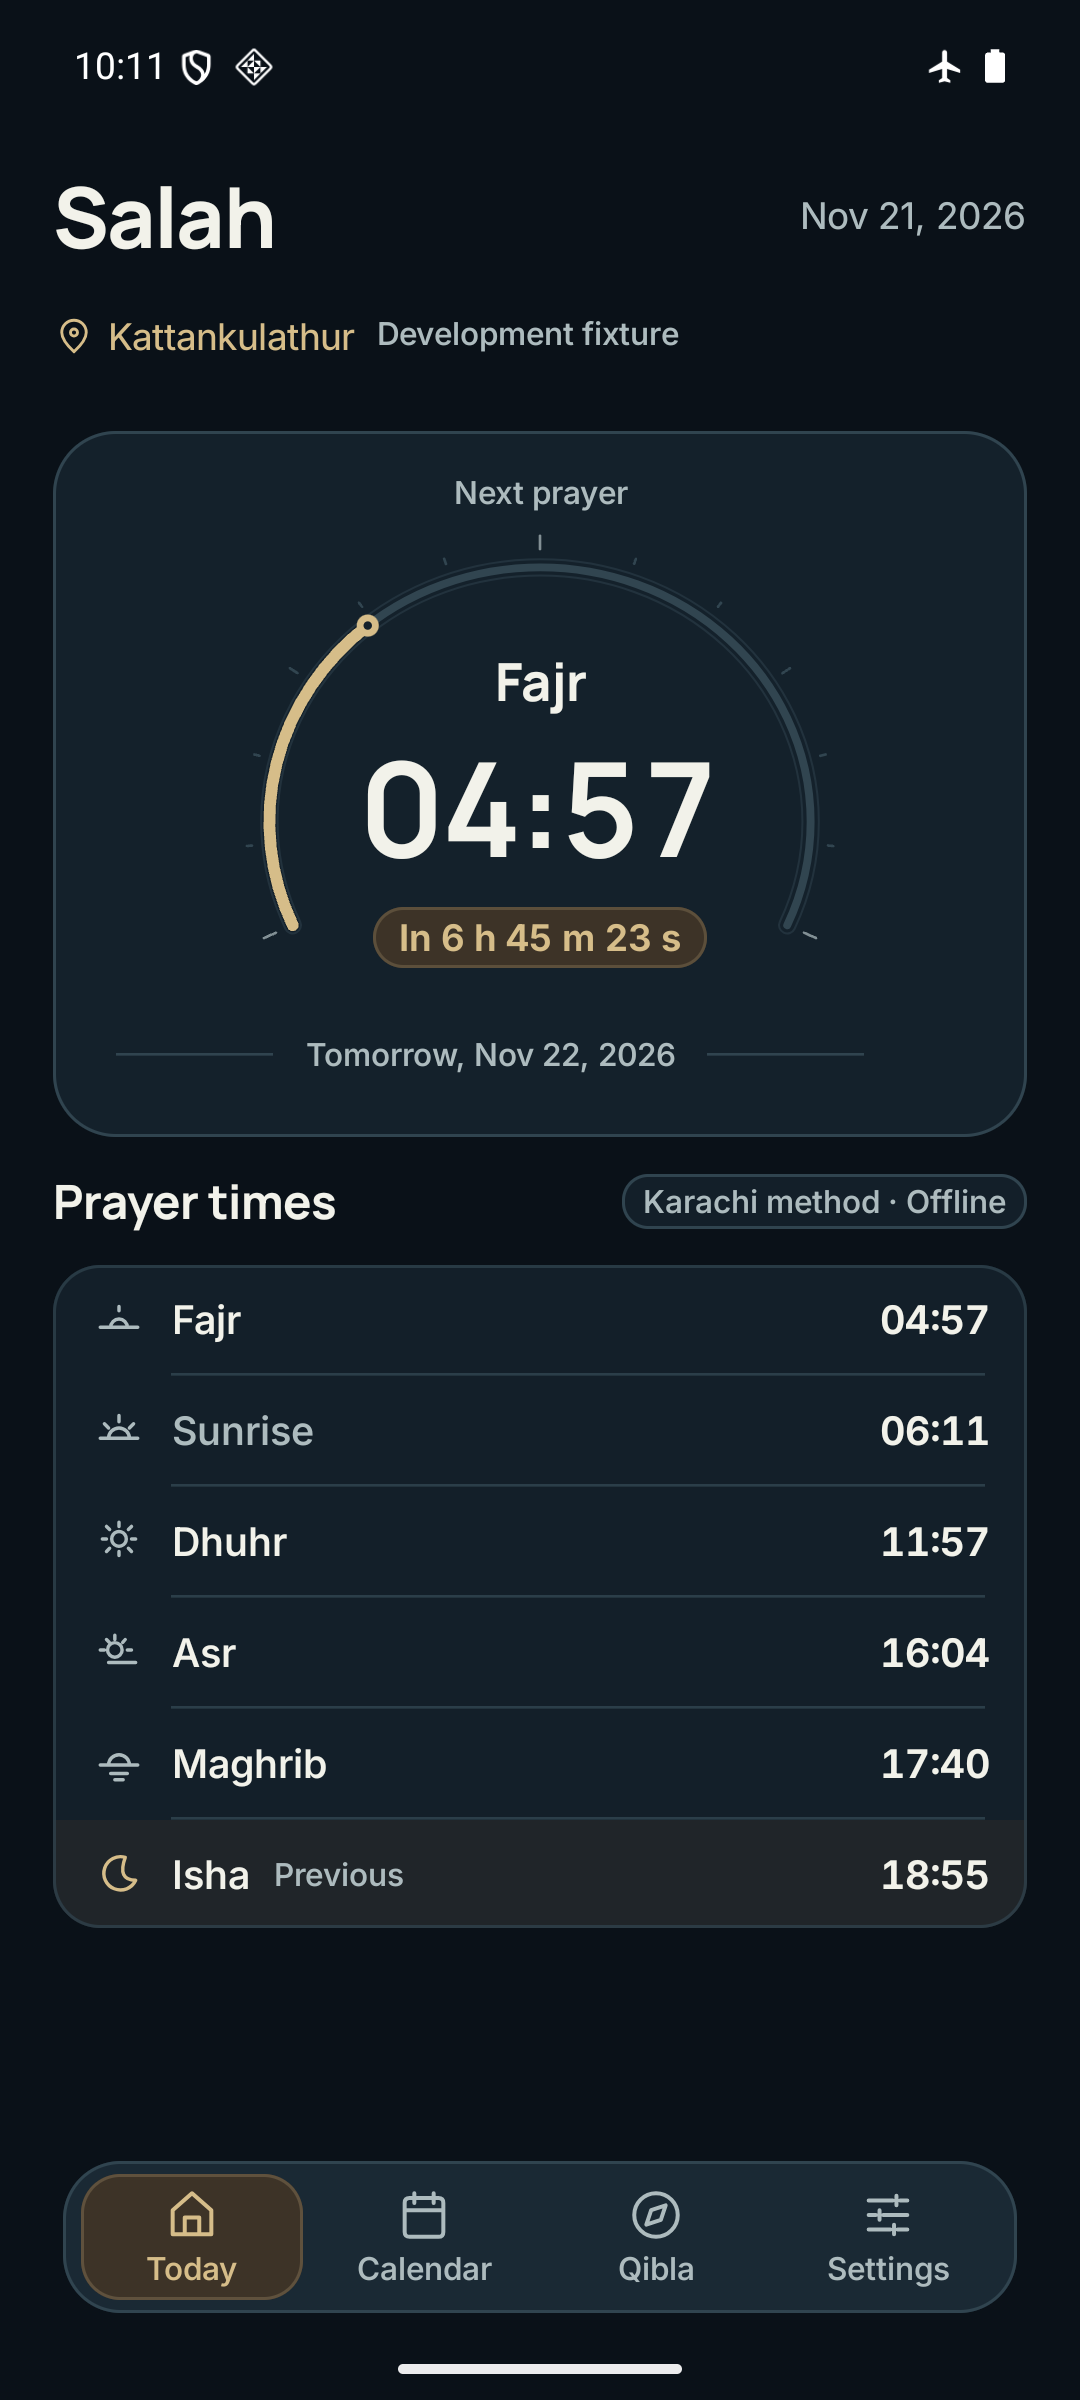 10:11
Salah
Nov 21, 2026
Kattankulathur Development fixture
Next prayer
Fajr
04:57
In 6 h 45 m 23 s
Tomorrow, Nov 22, 2026
Prayer times
Karachi method · Offline
Fajr 04:57
Sunrise 06:11
Dhuhr 11:57
Asr 16:04
Maghrib 17:40
Isha Previous 18:55
Today Calendar Qibla Settings